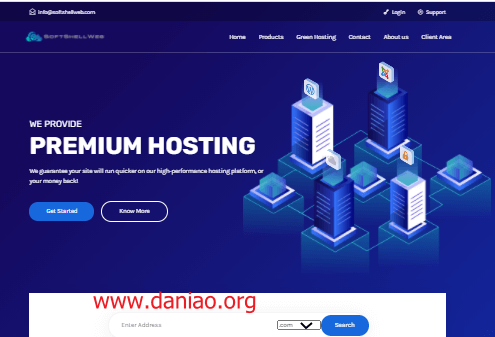 info@softshellweb.com
Login
Support
SoftShellWeb
Home
Products
Green Hosting
Contact
About us
Client Area
WE PROVIDE
PREMIUM HOSTING
We guarantee your site will run quicker on our high-performance hosting platform, or
your money back!
Get Started
Know More
www.daniao.org
Enter Address
.com
Search